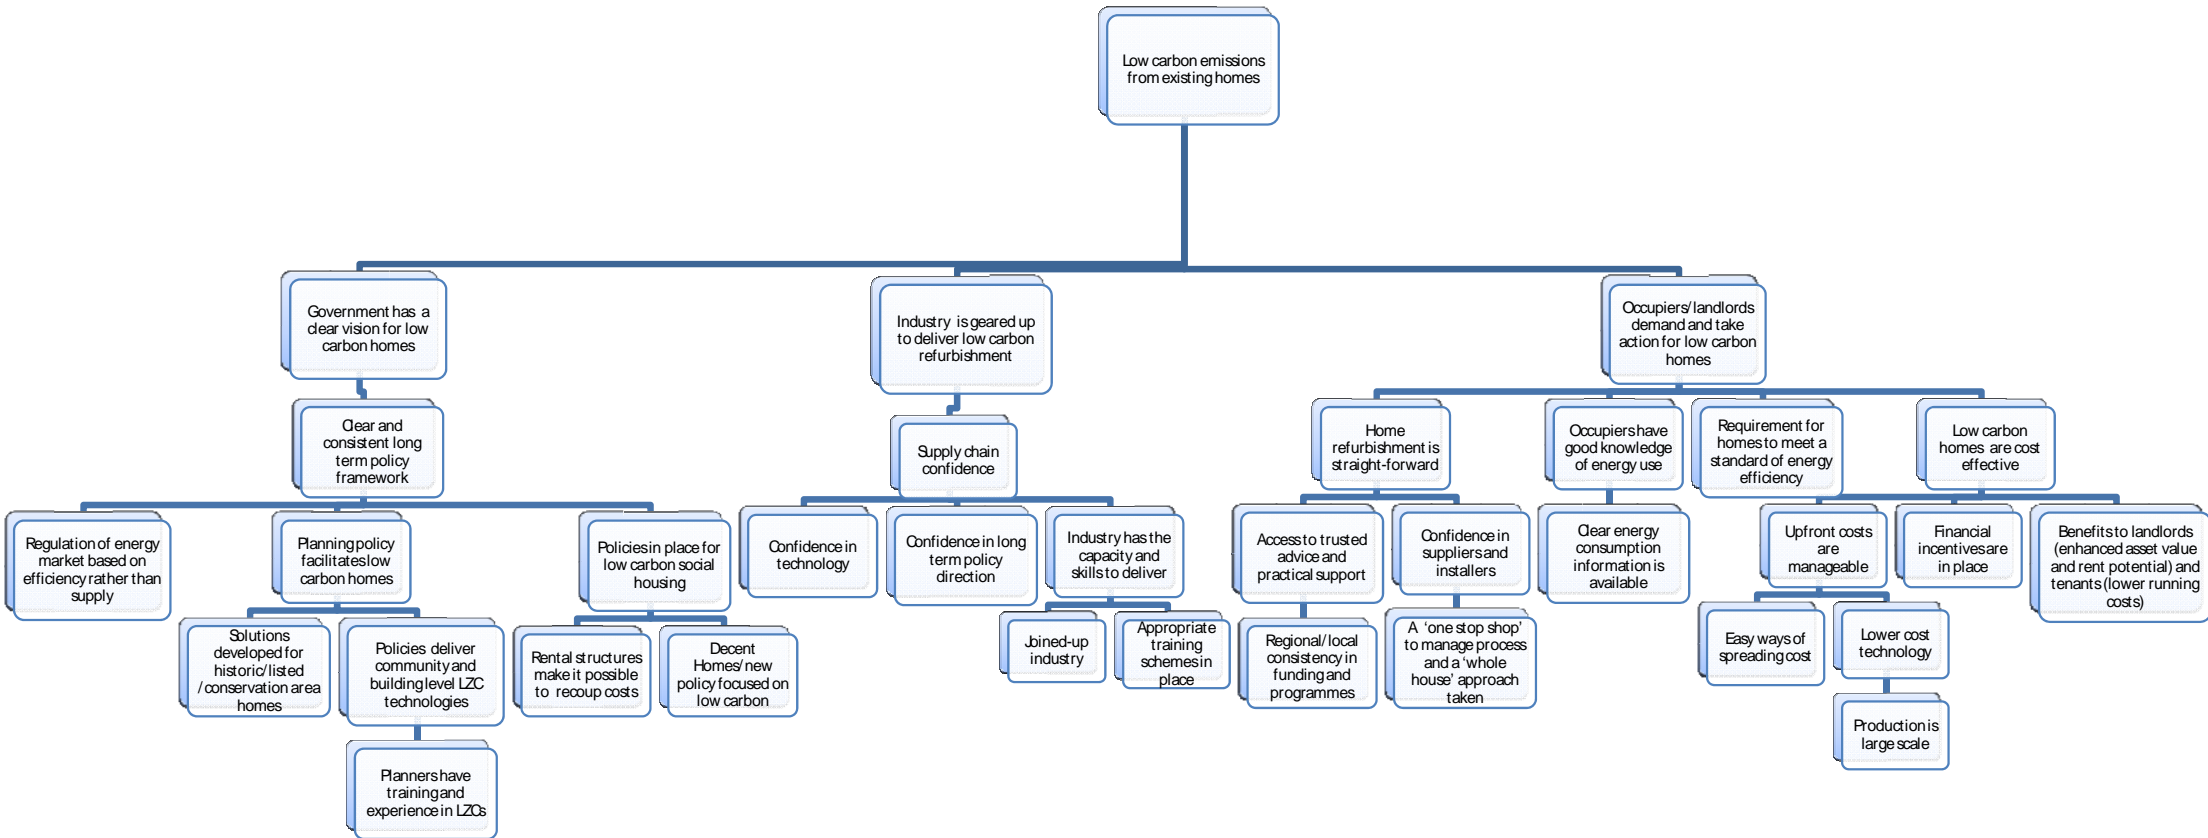 Low carbon emissions
from existing homes
Government has a
clear vision for low
carbon homes
Industry is geared up
to deliver low carbon
refurbishment
Occupiers/ landlords
demand and take
action for low carbon
homes
Clear and
consistent long
term policy
framework
Supply chain
confidence
Home
refurbishment is
straight-forward
Occupiers have
good knowledge
of energy use
Requirement for
homes to meet a
standard of energy
efficiency
Low carbon
homes are cost
effective
Regulation of energy
market based on
efficiency rather than
supply
Planning policy
facilitates low
carbon homes
Policies in place for
low carbon social
housing
Confidence in
technology
Confidence in long
term policy
direction
Industry has the
capacity and
skills to deliver
Access to trusted
advice and
practical support
Confidence in
suppliers and
installers
Clear energy
consumption
information is
available
Upfront costs
are
manageable
Financial
incentives are
in place
Benefits to landlords
(enhanced asset value
and rent potential) and
tenants (lower running
costs)
Solutions
developed for
historic/ listed
/ conservation area
homes
Policies deliver
community and
building level LZC
technologies
Rental structures
make it possible
to recoup costs
Decent
Homes/ new
policy focused on
low carbon
Joined-up
industry
Appropriate
training
schemes in
place
Regional/ local
consistency in
funding and
programmes
A ‘one stop shop’
to manage process
and a ‘whole
house’ approach
taken
Easy ways of
spreading cost
Lower cost
technology
Planners have
training and
experience in LZCs
Production is
large scale